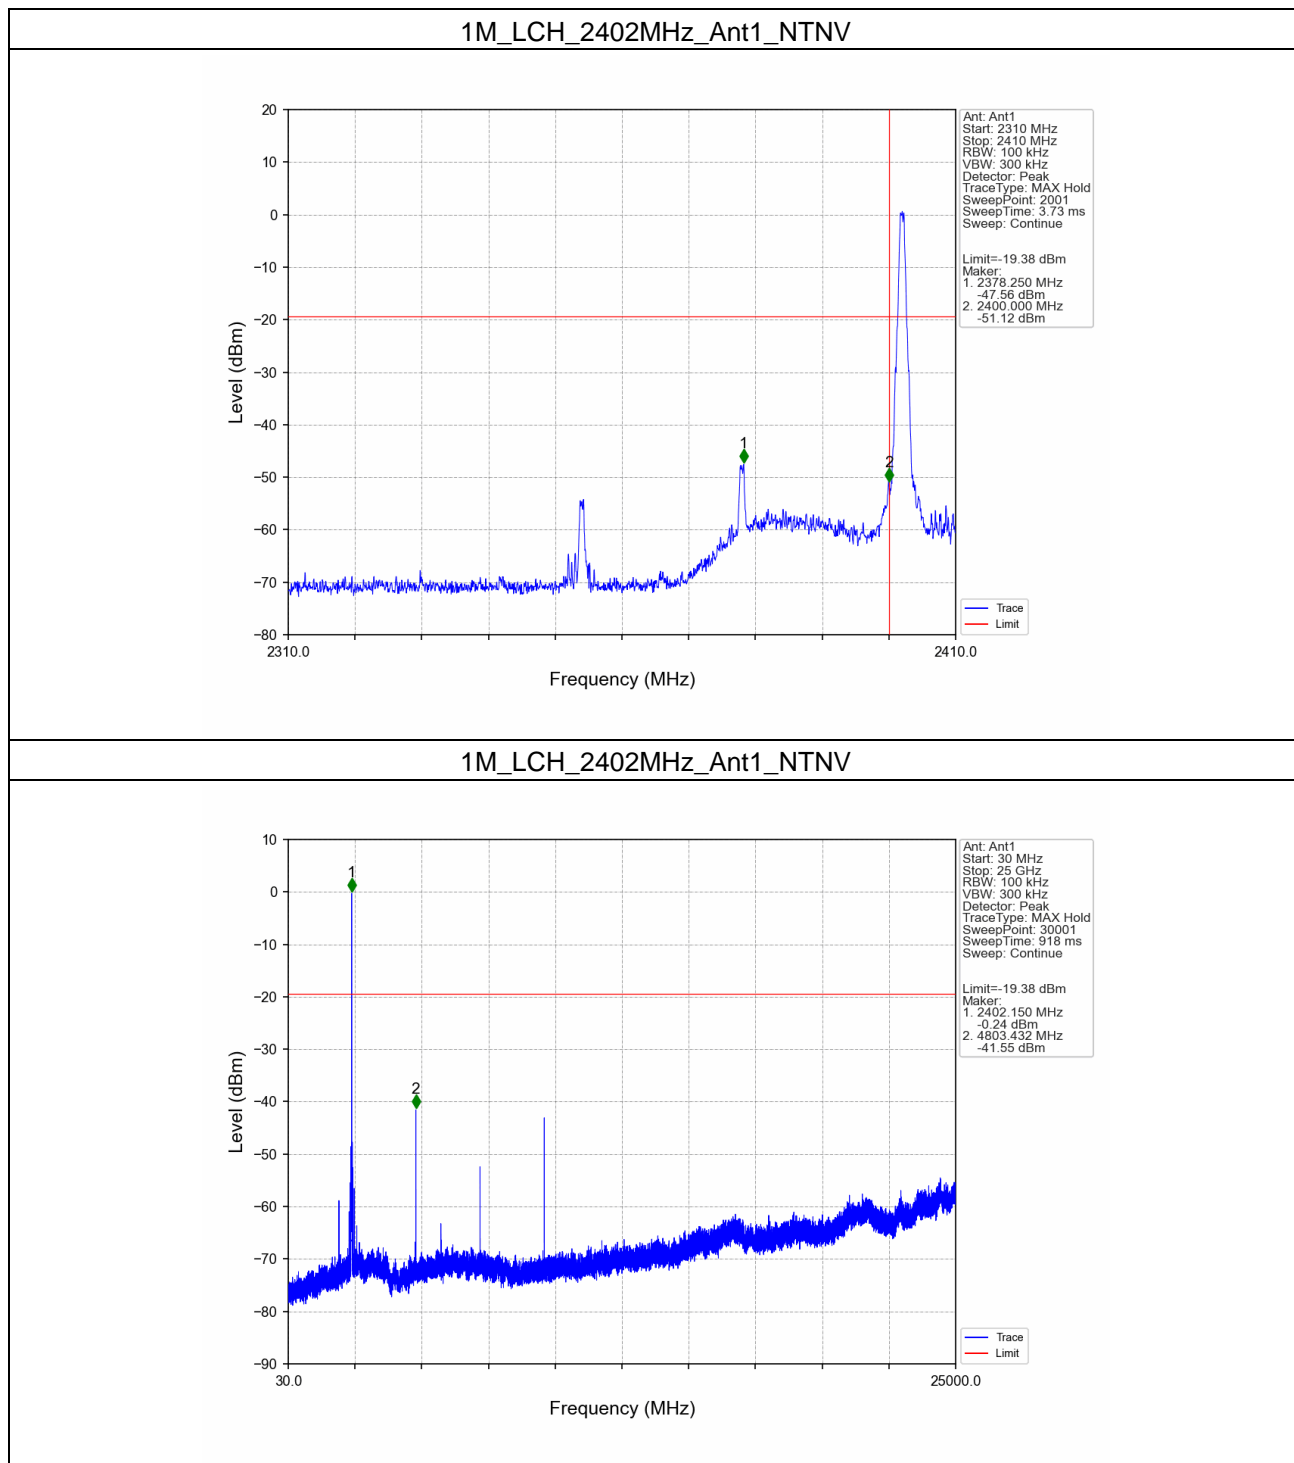 1M_LCH_2402MHz_Ant1_NTNV
20
10
0
−10
−20
−30
−40
−50
−60
−70
−80
Level (dBm)
1
2
2310.0
2410.0
Frequency (MHz)
Ant: Ant1
Start: 2310 MHz
Stop: 2410 MHz
RBW: 100 kHz
VBW: 300 kHz
Detector: Peak
TraceType: MAX Hold
SweepPoint: 2001
SweepTime: 3.73 ms
Sweep: Continue
Limit=-19.38 dBm
Maker:
1. 2378.250 MHz
-47.56 dBm
2. 2400.000 MHz
-51.12 dBm
Trace
Limit
1M_LCH_2402MHz_Ant1_NTNV
10
0
−10
−20
−30
−40
−50
−60
−70
−80
−90
Level (dBm)
1
2
30.0
25000.0
Frequency (MHz)
Ant: Ant1
Start: 30 MHz
Stop: 25 GHz
RBW: 100 kHz
VBW: 300 kHz
Detector: Peak
TraceType: MAX Hold
SweepPoint: 30001
SweepTime: 918 ms
Sweep: Continue
Limit=-19.38 dBm
Maker:
1. 2402.150 MHz
-0.24 dBm
2. 4803.432 MHz
-41.55 dBm
Trace
Limit